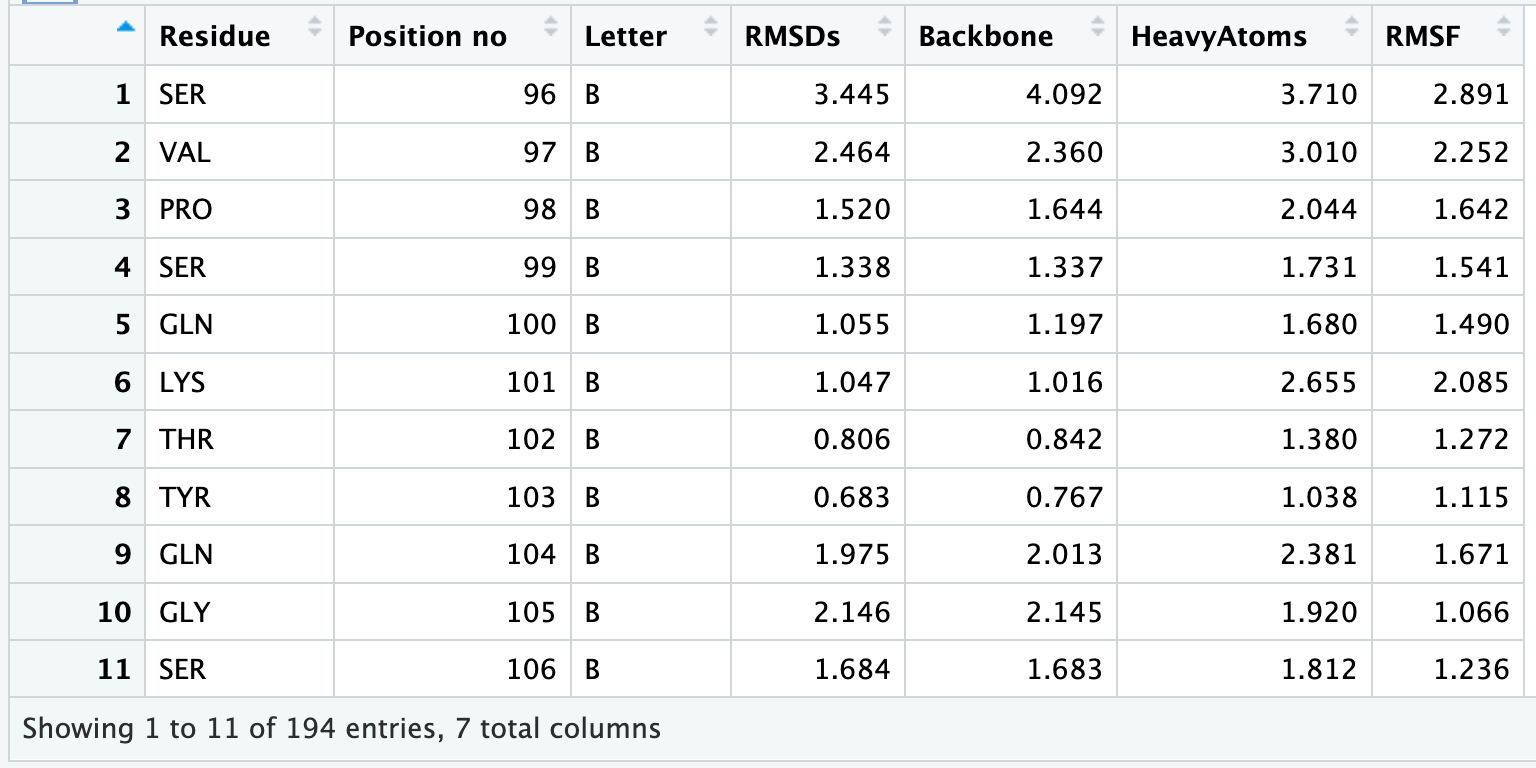 Residue Position no Letter RMSDs Backbone HeavyAtoms RMSF
1 SER 96 B 3.445 4.092 3.710 2.891
2 VAL 97 B 2.464 2.360 3.010 2.252
3 PRO 98 B 1.520 1.644 2.044 1.642
4 SER 99 B 1.338 1.337 1.731 1.541
5 GLN 100 B 1.055 1.197 1.680 1.490
6 LYS 101 B 1.047 1.016 2.655 2.085
7 THR 102 B 0.806 0.842 1.380 1.272
8 TYR 103 B 0.683 0.767 1.038 1.115
9 GLN 104 B 1.975 2.013 2.381 1.671
10 GLY 105 B 2.146 2.145 1.920 1.066
11 SER 106 B 1.684 1.683 1.812 1.236
Showing 1 to 11 of 194 entries, 7 total columns